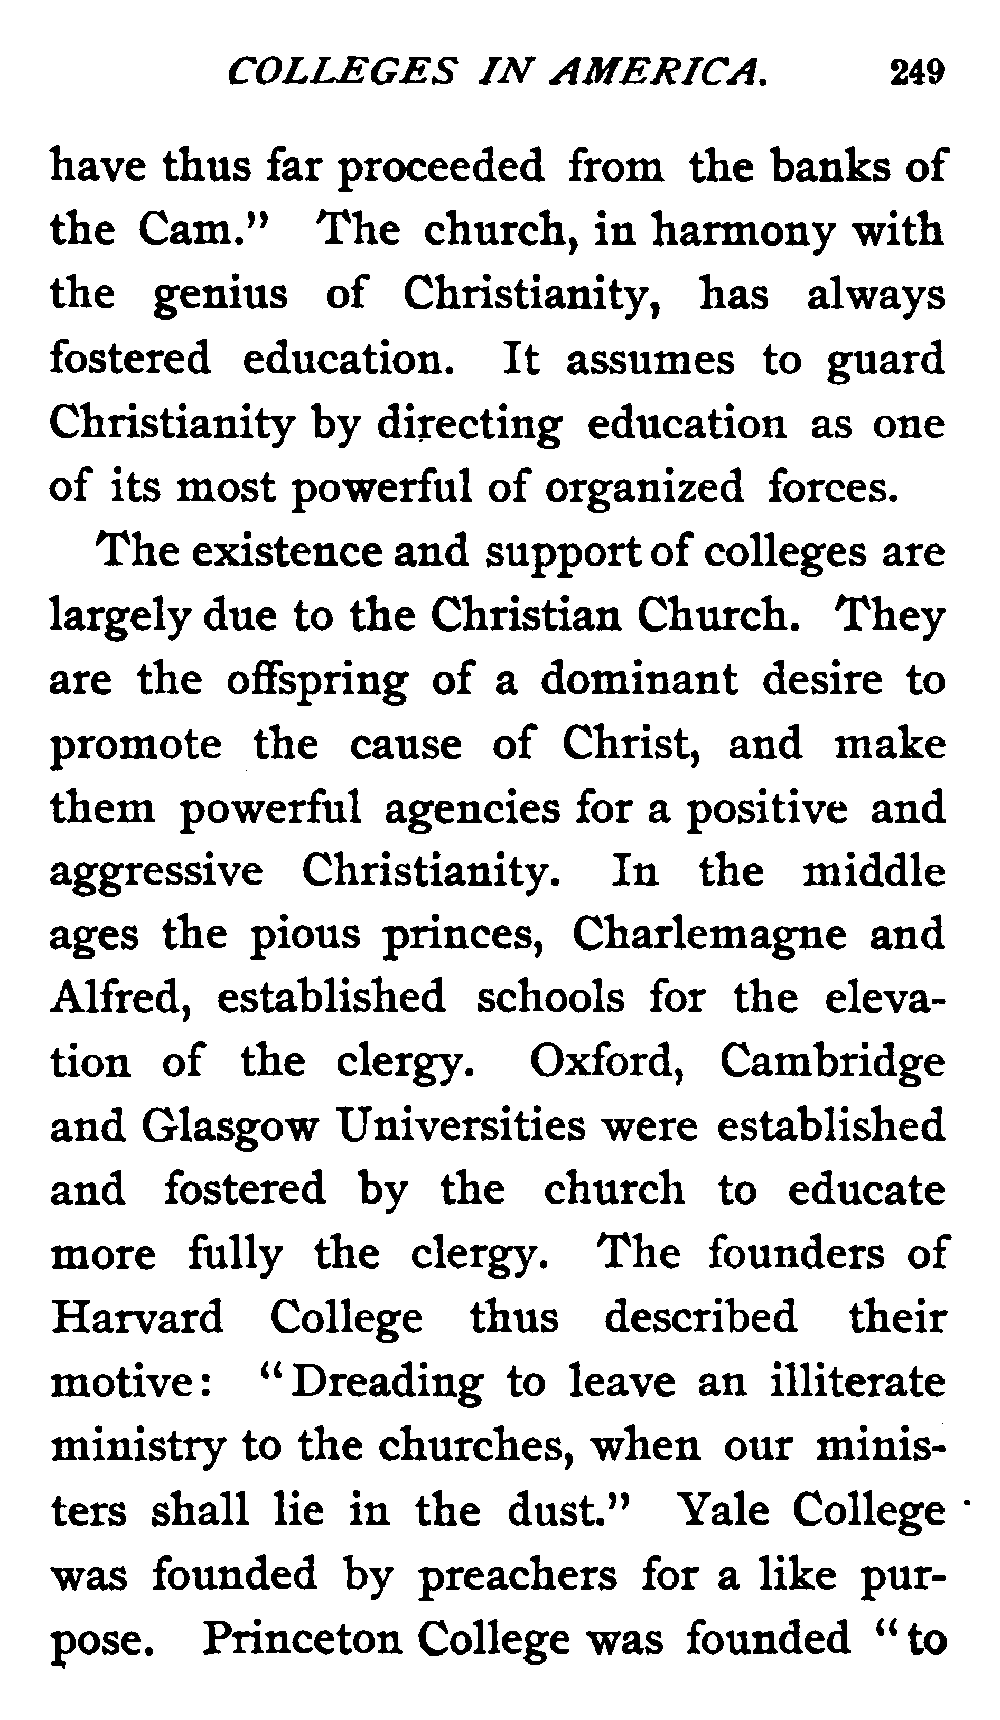 COLLEGES IN AMERICA. 249
have thus far proceeded from the banks of
the Cam." The church, in harmony with
the genius of Christianity, has always
fostered education. It assumes to guard
Christianity by directing education as one
of its most powerful of organized forces.
The existence and support of colleges are
largely due to the Christian Church. They
are the offspring of a dominant desire to
promote the cause of Christ, and make
them powerful agencies for a positive and
aggressive Christianity. In the middle
ages the pious princes, Charlemagne and
Alfred, established schools for the eleva-
tion of the clergy. Oxford, Cambridge
and Glasgow Universities were established
and fostered by the church to educate
more fully the clergy. The founders of
Harvard College thus described their
motive: "Dreading to leave an illiterate
ministry to the churches, when our minis-
ters shall lie in the dust." Yale College
was founded by preachers for a like pur-
pose. Princeton College was founded "to